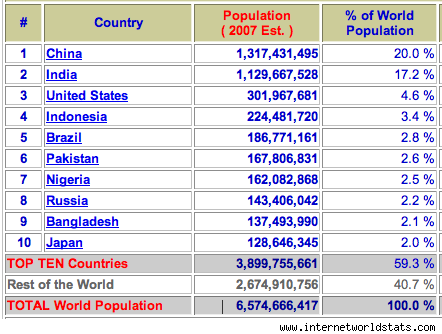 # Country Population ( 2007 Est. ) % of World Population
1 China 1,317,431,495 20.0 %
2 India 1,129,667,528 17.2 %
3 United States 301,967,681 4.6 %
4 Indonesia 224,481,720 3.4 %
5 Brazil 186,771,161 2.8 %
6 Pakistan 167,806,831 2.6 %
7 Nigeria 162,082,868 2.5 %
8 Russia 143,406,042 2.2 %
9 Bangladesh 137,493,990 2.1 %
10 Japan 128,646,345 2.0 %
TOP TEN Countries 3,899,755,661 59.3 %
Rest of the World 2,674,910,756 40.7 %
TOTAL World Population 6,574,666,417 100.0 %
www.internetworldstats.com